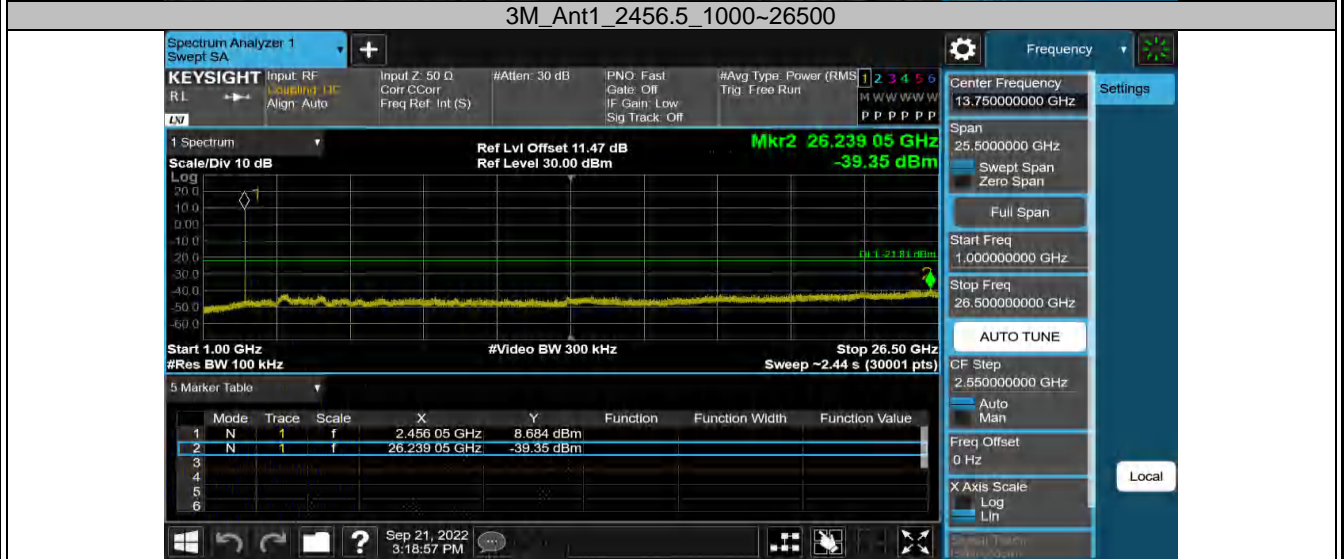 3M_Ant1_2456.5_1000~26500
Spectrum Analyzer 1
Swept SA
Frequency
KEYSIGHT
RL
LXI
Input: RF
Coupling: DC
Align: Auto
Input Z: 50 Ω
Corr CCorr
Freq Ref: Int (S)
#Atten: 30 dB
PNO: Fast
Gate: Off
IF Gain: Low
Sig Track: Off
#Avg Type: Power (RMS
Trig: Free Run
1 2 3 4 5 6
M W W W W W
P P P P P P
1 Spectrum
Scale/Div 10 dB
Log
Ref Lvl Offset 11.47 dB
Ref Level 30.00 dBm
Mkr2 26.239 05 GHz
-39.35 dBm
20.0
10.0
0.00
-10.0
-20.0
-30.0
-40.0
-50.0
-60.0
1
DL1 -21.81 dBm
2
Start 1.00 GHz
#Res BW 100 kHz
#Video BW 300 kHz
Stop 26.50 GHz
Sweep ~2.44 s (30001 pts)
5 Marker Table
Mode Trace Scale X Y Function Function Width Function Value
1 N 1 f 2.456 05 GHz 8.684 dBm
2 N 1 f 26.239 05 GHz -39.35 dBm
3
4
5
6
Sep 21, 2022
3:18:57 PM
Center Frequency
13.750000000 GHz
Settings
Span
25.5000000 GHz
Swept Span
Zero Span
Full Span
Start Freq
1.000000000 GHz
Stop Freq
26.500000000 GHz
AUTO TUNE
CF Step
2.550000000 GHz
Auto
Man
Freq Offset
0 Hz
X Axis Scale
Log
Lin
Local